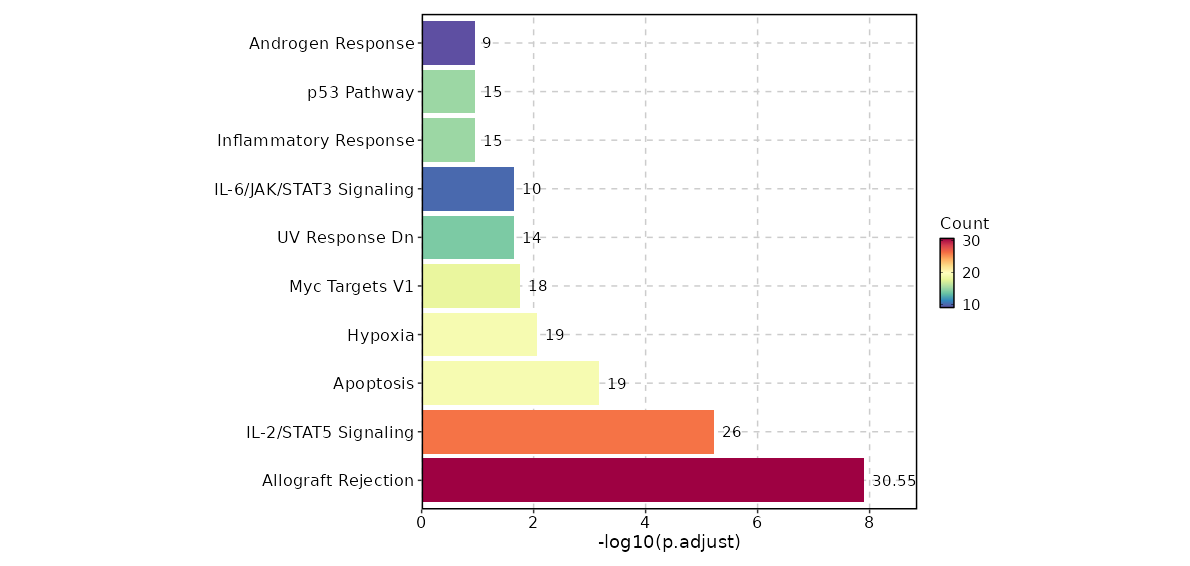 Androgen Response 9
p53 Pathway 15
Inflammatory Response 15
IL-6/JAK/STAT3 Signaling 10
UV Response Dn 14
Myc Targets V1 18
Hypoxia 19
Apoptosis 19
IL-2/STAT5 Signaling 26
Allograft Rejection 30.55
0 2 4 6 8
-log10(p.adjust)
Count
30
20
10